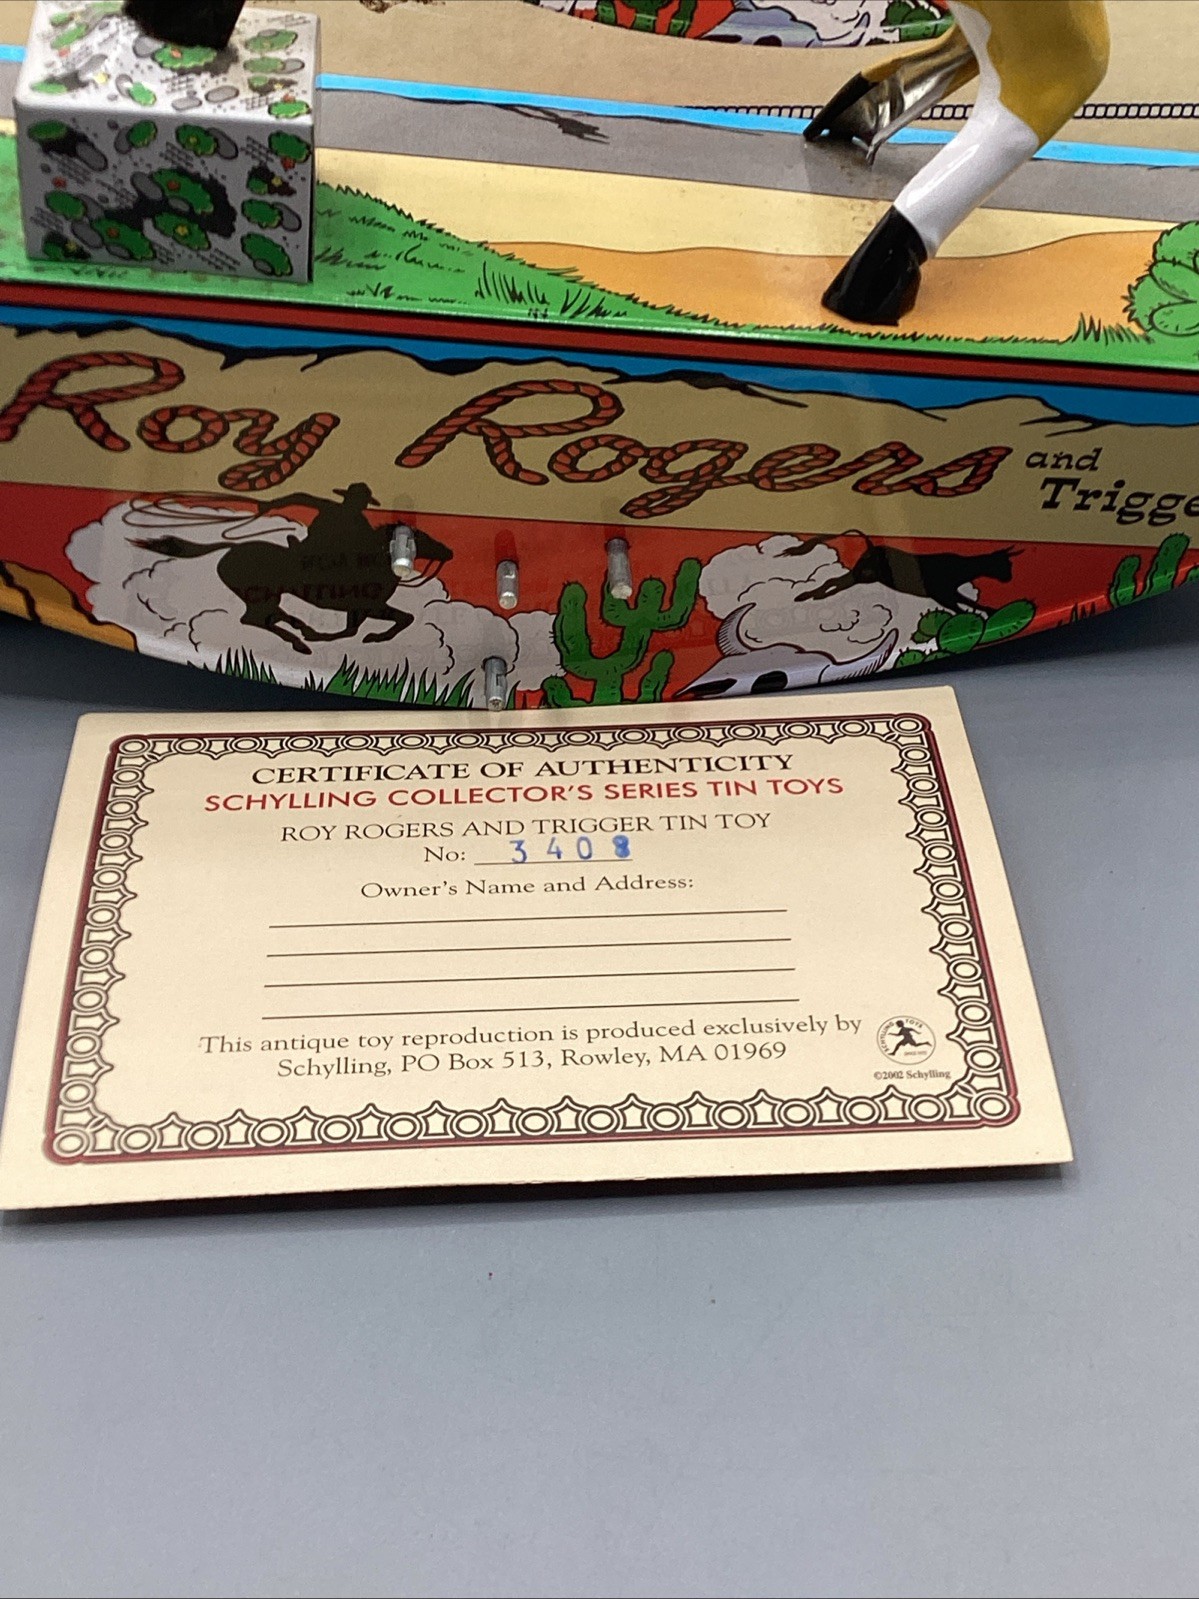 Roy Rogers and
Trigge
CERTIFICATE OF AUTHENTICITY
SCHYLLING COLLECTOR'S SERIES TIN TOYS
ROY ROGERS AND TRIGGER TIN TOY
No: 3408
Owner's Name and Address:
This antique toy reproduction is produced exclusively by
Schylling, PO Box 513, Rowley, MA 01969
SCHYLLING TOYS
©2002 Schylling